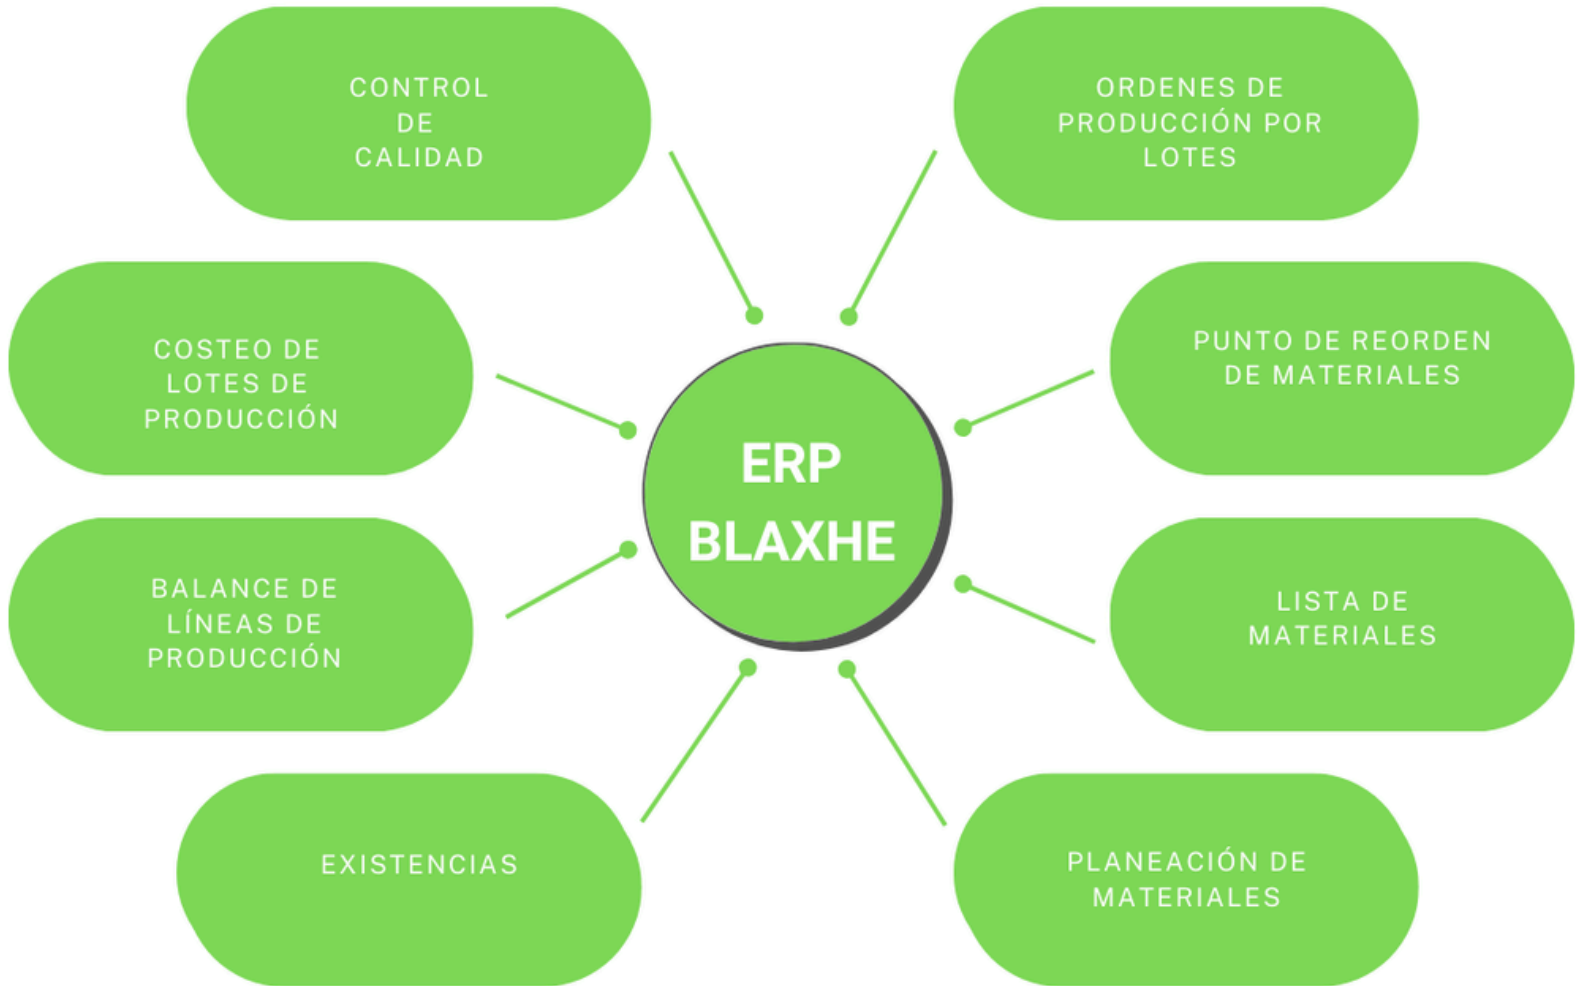 CONTROL
DE
CALIDAD
ORDENES DE
PRODUCCIÓN POR
LOTES
COSTEO DE
LOTES DE
PRODUCCIÓN
PUNTO DE REORDEN
DE MATERIALES
ERP
BLAXHE
BALANCE DE
LÍNEAS DE
PRODUCCIÓN
LISTA DE
MATERIALES
EXISTENCIAS
PLANEACIÓN DE
MATERIALES